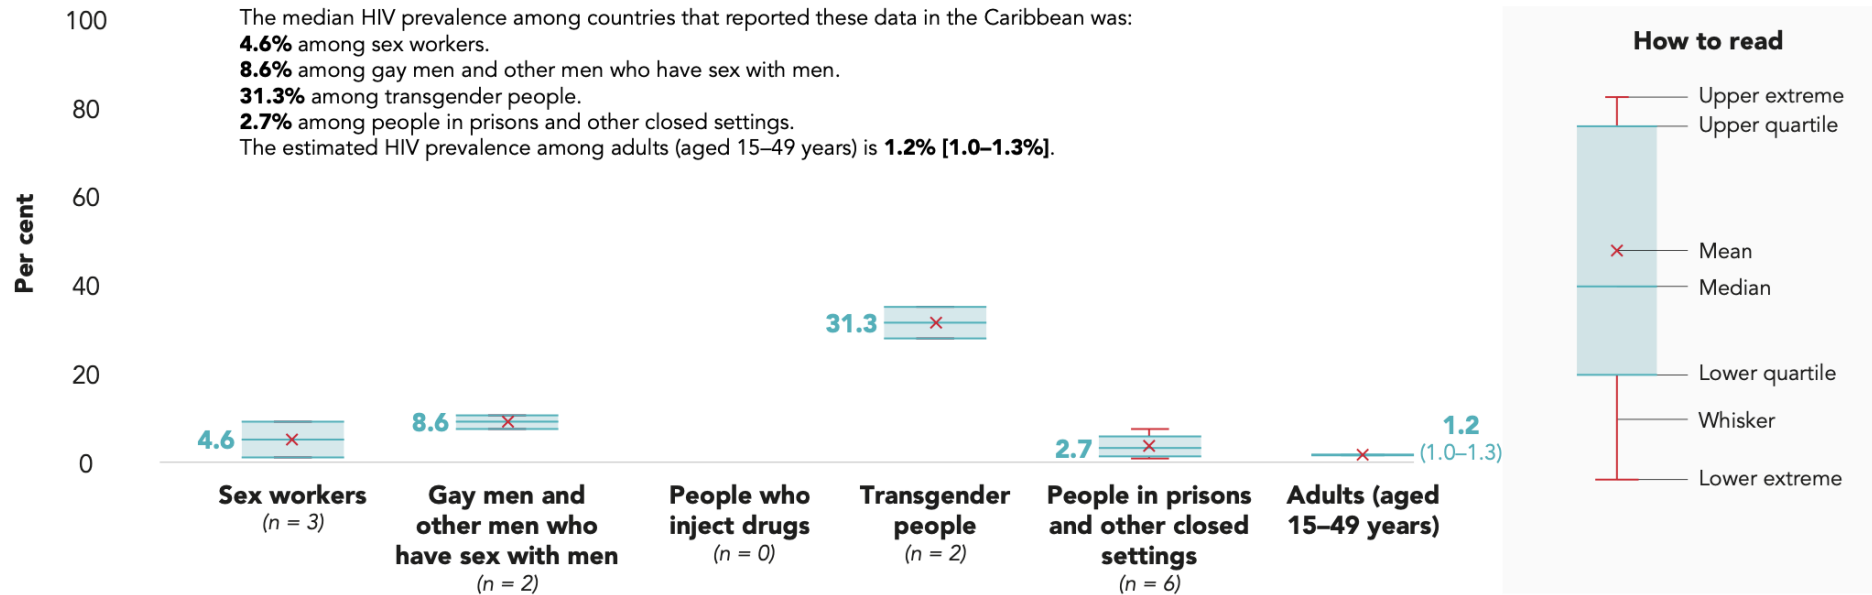 The median HIV prevalence among countries that reported these data in the Caribbean was:
4.6% among sex workers.
8.6% among gay men and other men who have sex with men.
31.3% among transgender people.
2.7% among people in prisons and other closed settings.
The estimated HIV prevalence among adults (aged 15–49 years) is 1.2% [1.0–1.3%].
Per cent
100
80
60
40
20
0
4.6
8.6
31.3
2.7
1.2
(1.0–1.3)
Sex workers
(n = 3)
Gay men and
other men who
have sex with men
(n = 2)
People who
inject drugs
(n = 0)
Transgender
people
(n = 2)
People in prisons
and other closed
settings
(n = 6)
Adults (aged
15–49 years)
How to read
Upper extreme
Upper quartile
Mean
Median
Lower quartile
Whisker
Lower extreme